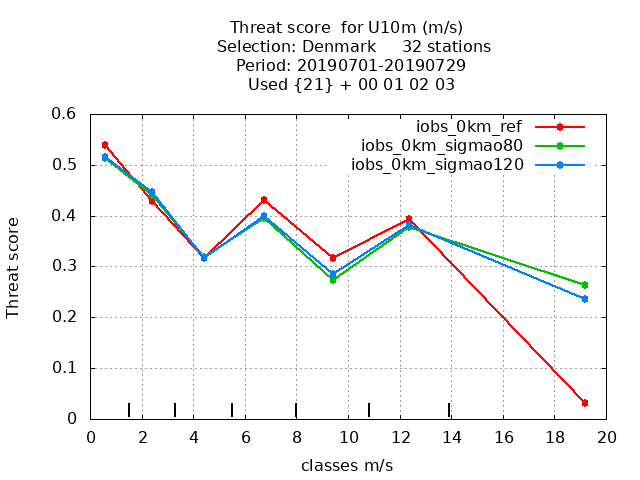 Threat score  for U10m (m/s)
Selection: Denmark     32 stations
Period: 20190701-20190729
Used {21} + 00 01 02 03
iobs_0km_ref
iobs_0km_sigmao80
iobs_0km_sigmao120
Threat score
0.6
0.5
0.4
0.3
0.2
0.1
0
0 2 4 6 8 10 12 14 16 18 20
classes m/s